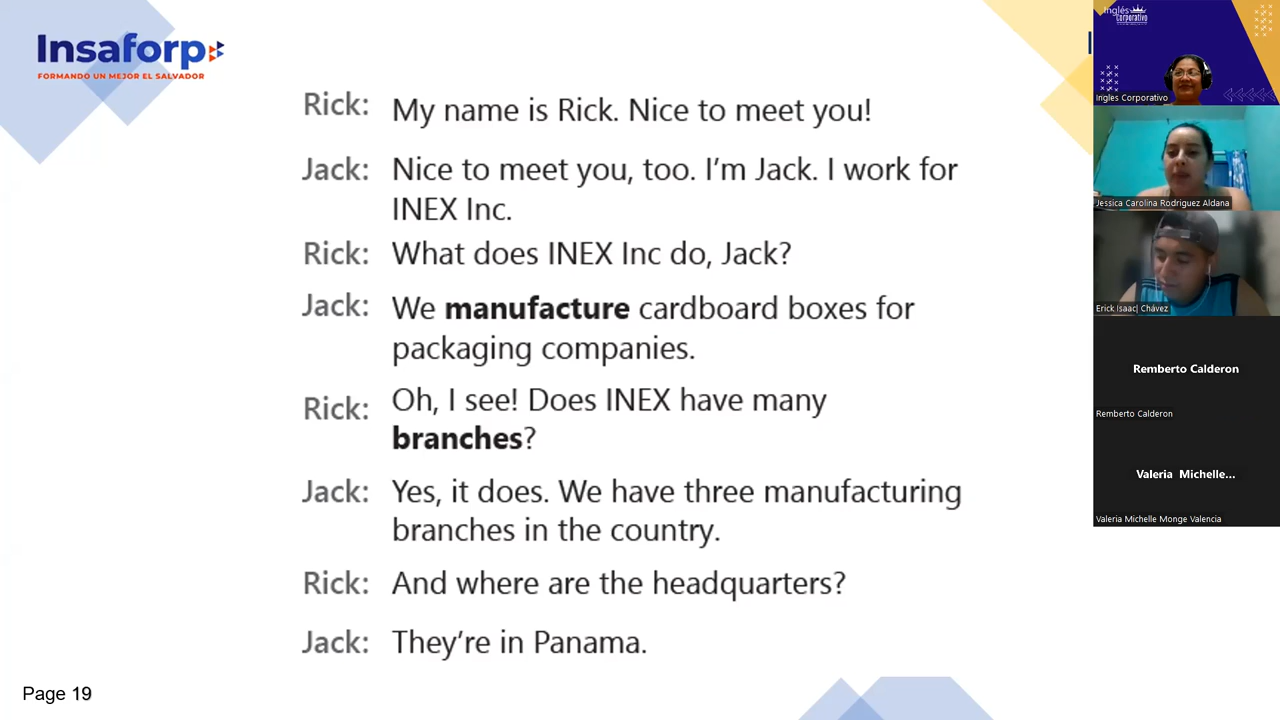 Insaforp
FORMANDO UN MEJOR EL SALVADOR
Rick: My name is Rick. Nice to meet you!
Jack: Nice to meet you, too. I'm Jack. I work for
INEX Inc.
Rick: What does INEX Inc do, Jack?
Jack: We manufacture cardboard boxes for
packaging companies.
Rick: Oh, I see! Does INEX have many
branches?
Jack: Yes, it does. We have three manufacturing
branches in the country.
Rick: And where are the headquarters?
Jack: They're in Panama.
Page 19
Inglés
Corporativo
Ingles Corporativo
Jessica Carolina Rodriguez Aldana
Erick Isaac Chávez
Remberto Calderon
Remberto Calderon
Valeria Michelle...
Valeria Michelle Monge Valencia